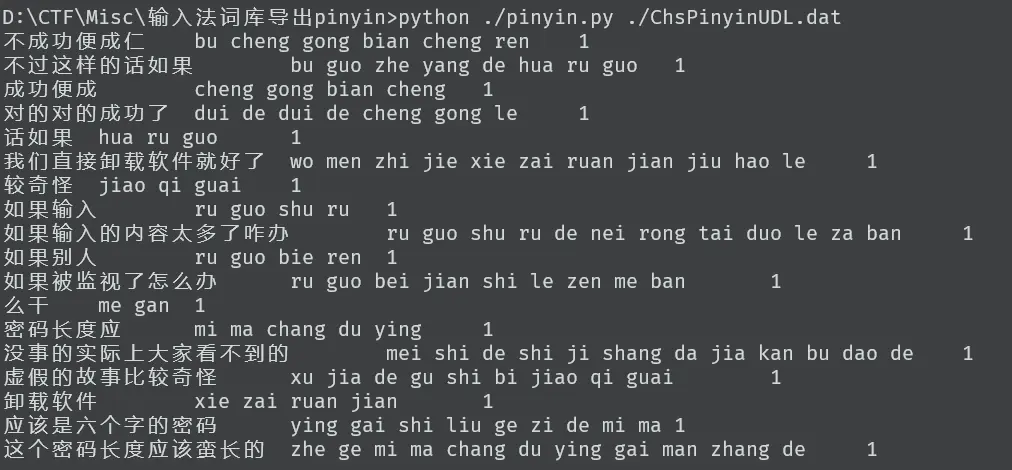 D:\CTF\Misc\输入法词库导出pinyin>python ./pinyin.py ./ChsPinyinUDL.dat
不成功便成仁 bu cheng gong bian cheng ren 1
不过这样的话如果 bu guo zhe yang de hua ru guo 1
成功便成 cheng gong bian cheng 1
对的对的成功了 dui de dui de cheng gong le 1
话如果 hua ru guo 1
我们直接卸载软件就好了 wo men zhi jie xie zai ruan jian jiu hao le 1
较奇怪 jiao qi guai 1
如果输入 ru guo shu ru 1
如果输入的内容太多了咋办 ru guo shu ru de nei rong tai duo le za ban 1
如果别人 ru guo bie ren 1
如果被监视了怎么办 ru guo bei jian shi le zen me ban 1
么干 me gan 1
密码长度应 mi ma chang du ying 1
没事的实际上大家看不到的 mei shi de shi ji shang da jia kan bu dao de 1
虚假的故事比较奇怪 xu jia de gu shi bi jiao qi guai 1
卸载软件 xie zai ruan jian 1
应该是六个字的密码 ying gai shi liu ge zi de mi ma 1
这个密码长度应该蛮长的 zhe ge mi ma chang du ying gai man zhang de 1